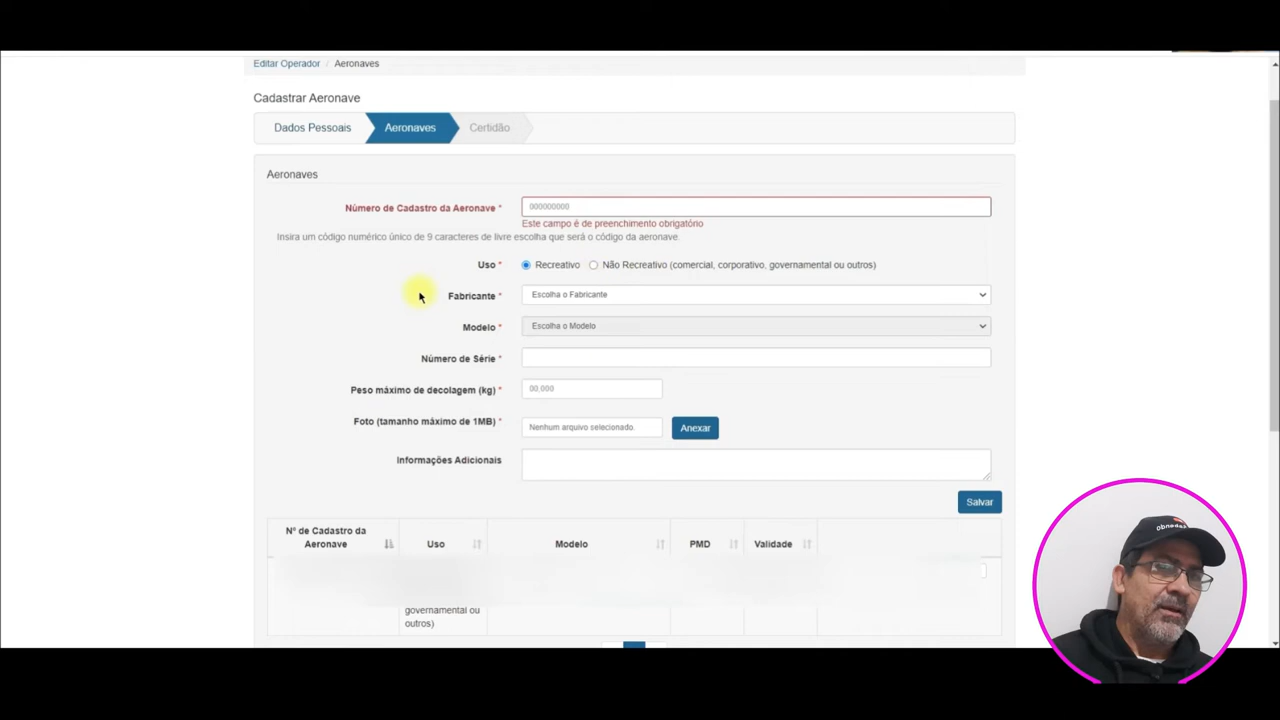 Editar Operador / Aeronaves
Cadastrar Aeronave
Dados Pessoais
Aeronaves
Certidão
Aeronaves
Número de Cadastro da Aeronave *
000000000
Este campo é de preenchimento obrigatório
Insira um código numérico único de 9 caracteres de livre escolha que será o código da aeronave.
Uso *
Recreativo
Não Recreativo (comercial, corporativo, governamental ou outros)
Fabricante *
Escolha o Fabricante
Modelo *
Escolha o Modelo
Número de Série *
Peso máximo de decolagem (kg) *
00,000
Foto (tamanho máximo de 1MB) *
Nenhum arquivo selecionado.
Anexar
Informações Adicionais
Salvar
Nº de Cadastro da
Aeronave
Uso
Modelo
PMD
Validade
governamental ou
outros)